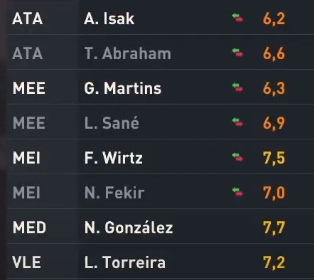 ATA A. Isak 6,2
ATA T. Abraham 6,6
MEE G. Martins 6,3
MEE L. Sané 6,9
MEI F. Wirtz 7,5
MEI N. Fekir 7,0
MED N. González 7,7
VLE L. Torreira 7,2